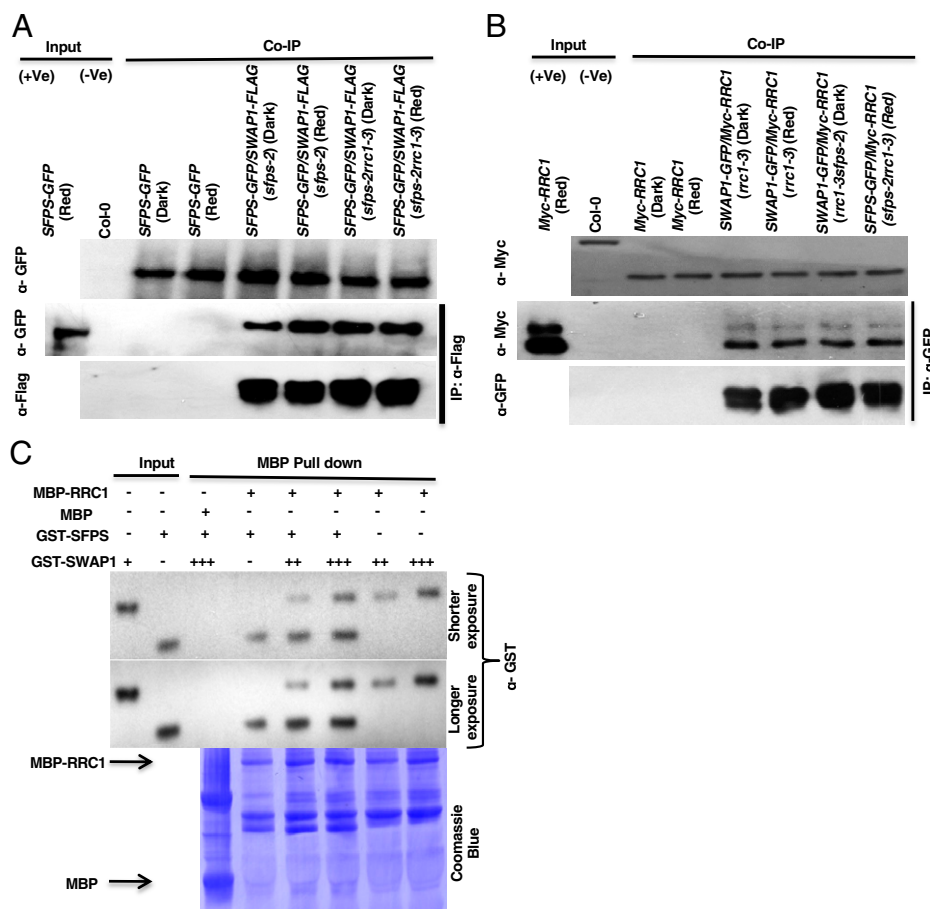 A
Input
Co-IP
(+Ve)
(-Ve)
SFPS-GFP
(Red)
Col-0
SFPS-GFP
(Dark)
SFPS-GFP
(Red)
SFPS-GFP/SWAP1-FLAG
(sfps-2) (Dark)
SFPS-GFP/SWAP1-FLAG
(sfps-2) (Red)
SFPS-GFP/SWAP1-FLAG
(sfps-2rrc1-3) (Dark)
SFPS-GFP/SWAP1-FLAG
(sfps-2rrc1-3) (Red)
α- GFP
α- GFP
α-Flag
IP: α-Flag
B
Input
Co-IP
(+Ve)
(-Ve)
Myc-RRC1
(Red)
Col-0
Myc-RRC1
(Dark)
Myc-RRC1
(Red)
SWAP1-GFP/Myc-RRC1
(rrc1-3) (Dark)
SWAP1-GFP/Myc-RRC1
(rrc1-3) (Red)
SWAP1-GFP/Myc-RRC1
(rrc1-3sfps-2) (Dark)
SFPS-GFP/Myc-RRC1
(sfps-2rrc1-3) (Red)
α- Myc
α- Myc
α-GFP
IP: α-GFP
C
Input
MBP Pull down
MBP-RRC1 - - - + + + + +
MBP - - + - - - - -
GST-SFPS - + + + + + - -
GST-SWAP1 + - +++ - ++ +++ ++ +++
Shorter
exposure
Longer
exposure
α- GST
MBP-RRC1
MBP
Coomassie
Blue